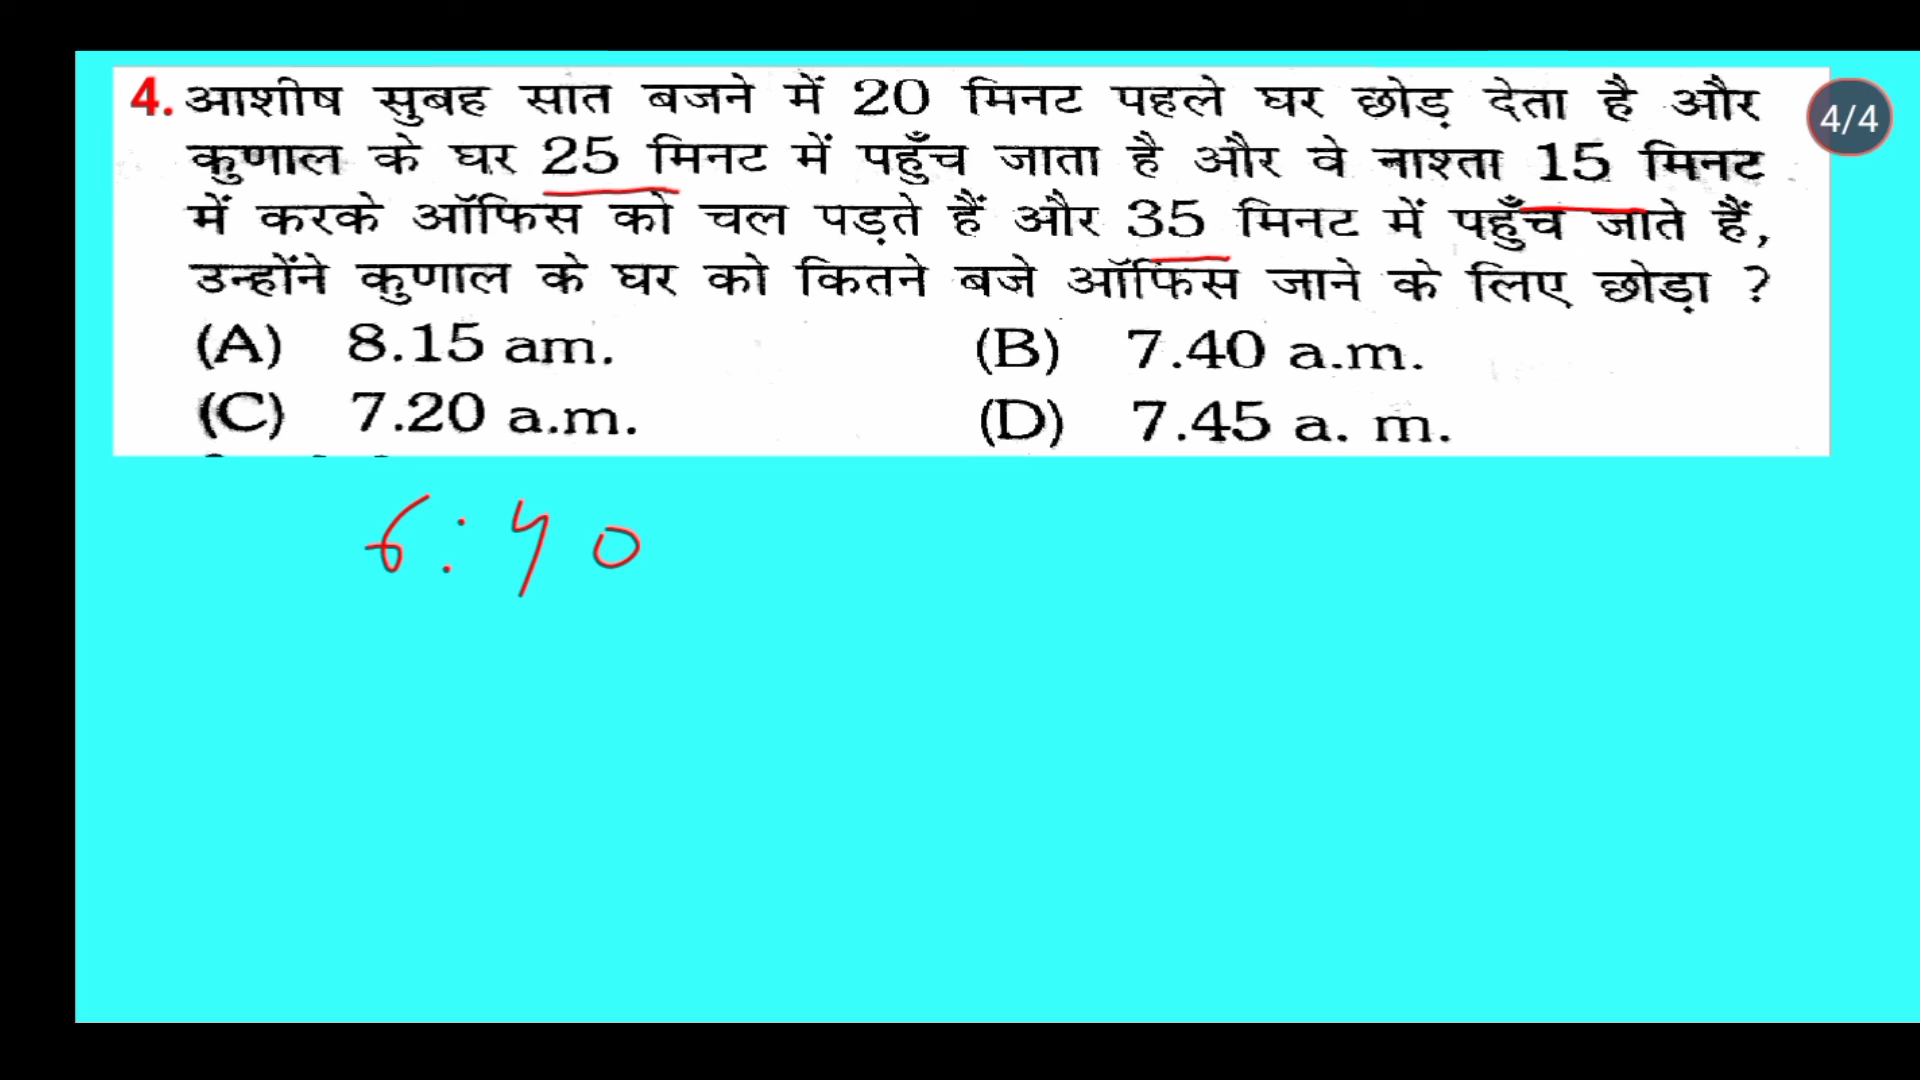 4. आशीष सुबह सात बजने में 20 मिनट पहले घर छोड़ देता है और
4/4
कुणाल के घर 25 मिनट में पहुँच जाता है और वे नाश्ता 15 मिनट
में करके ऑफिस को चल पड़ते हैं और 35 मिनट में पहुँच जाते हैं,
उन्होंने कुणाल के घर को कितने बजे ऑफिस जाने के लिए छोड़ा ?
(A) 8.15 am. (B) 7.40 a.m.
(C) 7.20 a.m. (D) 7.45 a. m.
6:40